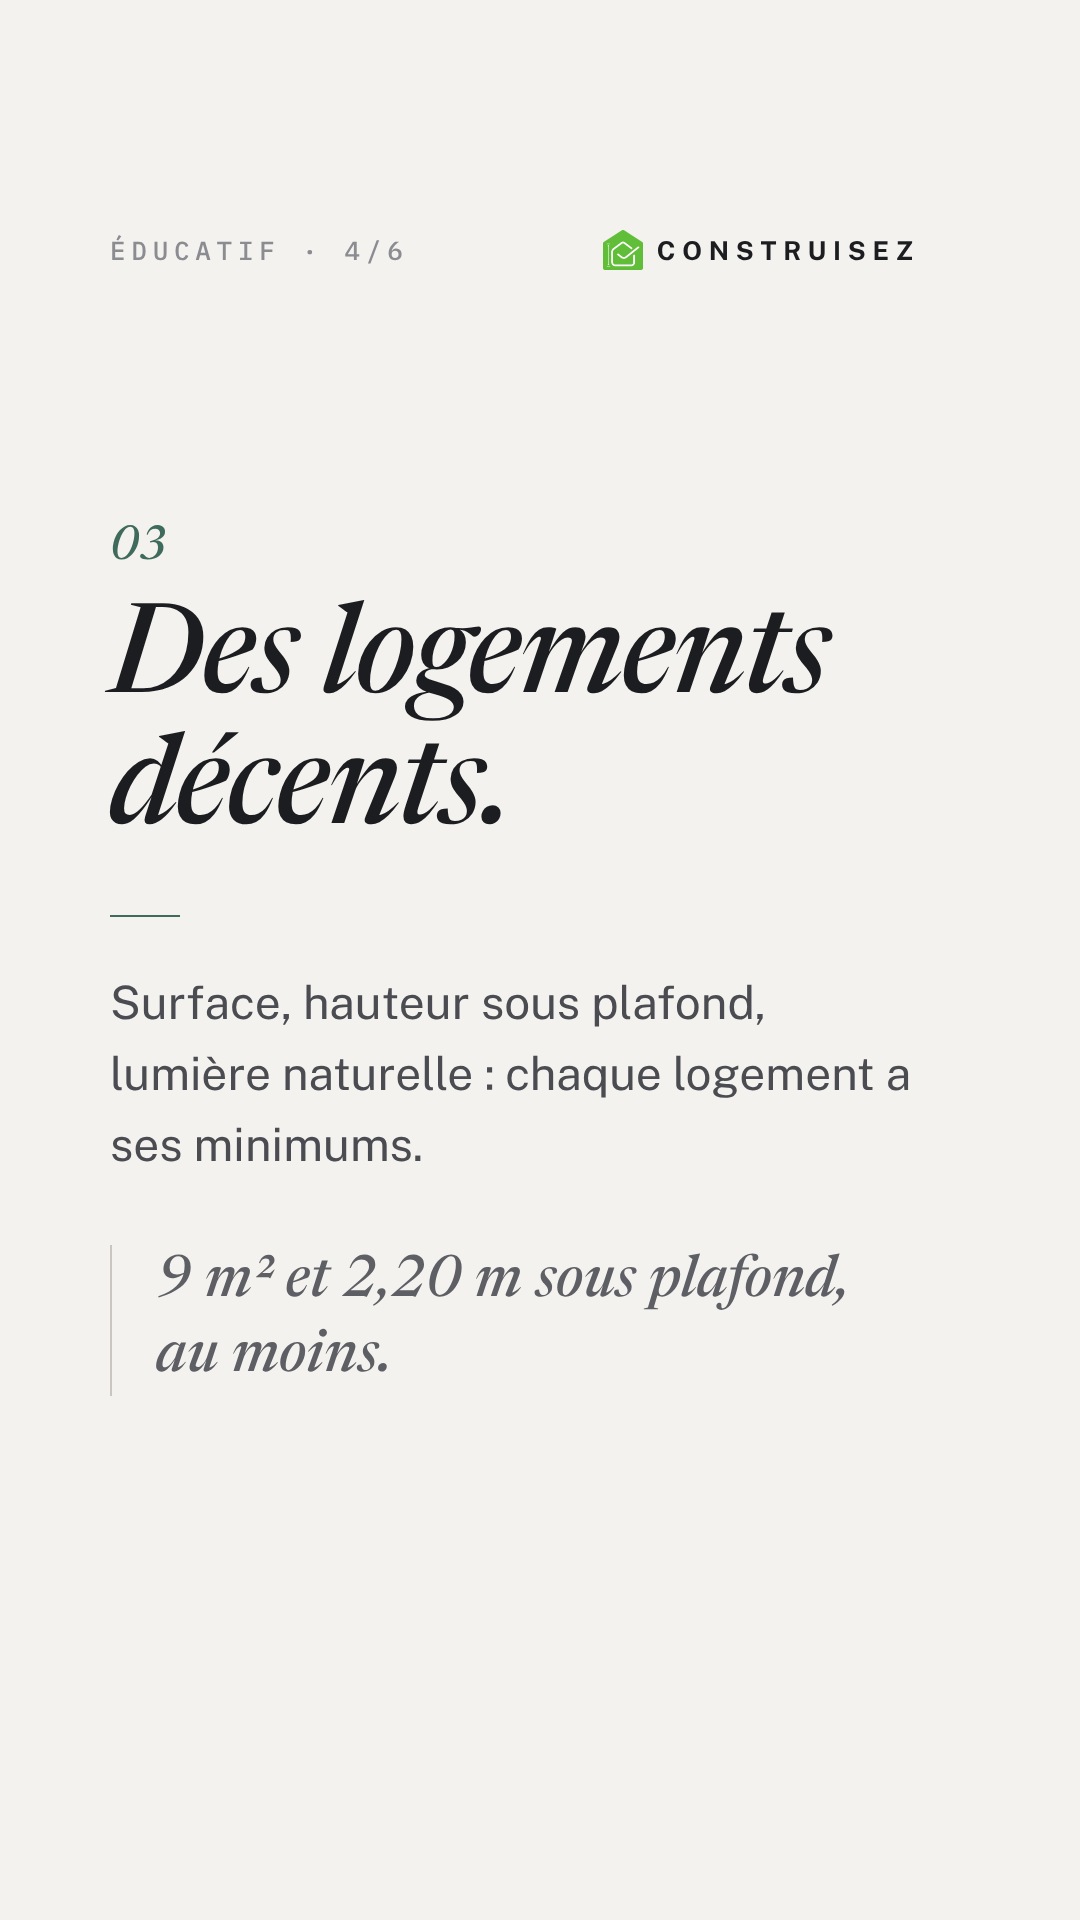 ÉDUCATIF · 4/6
CONSTRUISEZ
03
Des logements
décents.
Surface, hauteur sous plafond,
lumière naturelle : chaque logement a
ses minimums.
9 m² et 2,20 m sous plafond,
au moins.